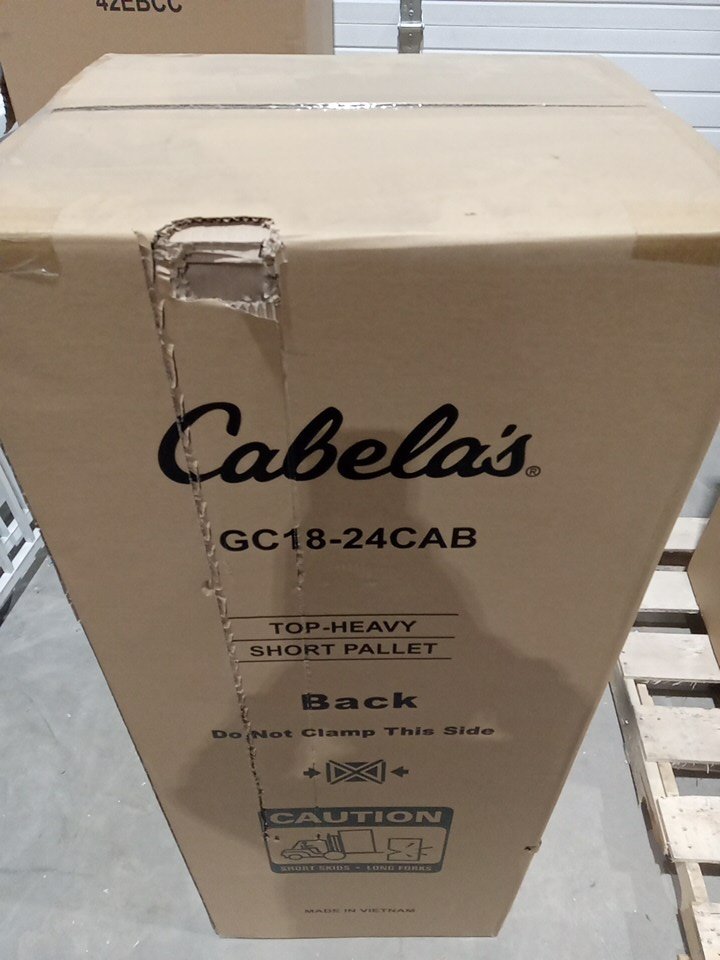 42EBCC
Cabela's®
GC18-24CAB
TOP-HEAVY
SHORT PALLET
Back
Do Not Clamp This Side
CAUTION
SHORT SKIDS • LONG FORKS
MADE IN VIETNAM